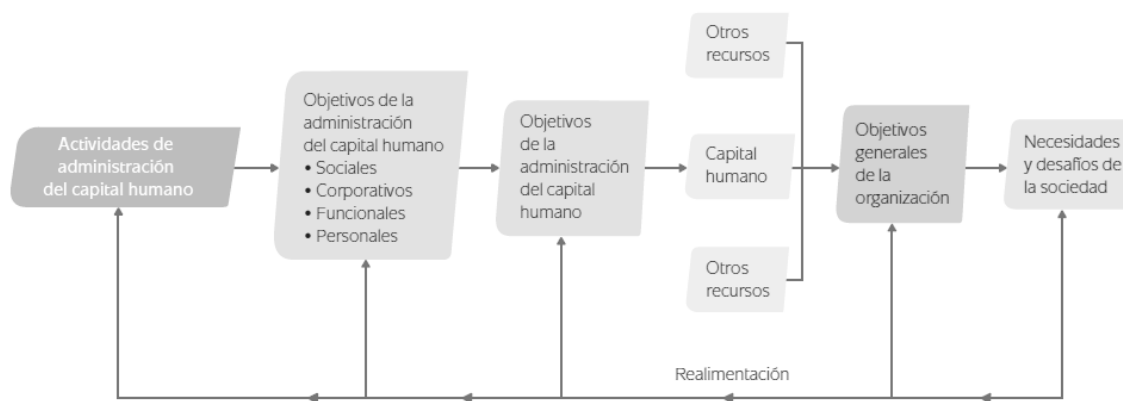 Actividades de
administración
del capital humano
Objetivos de la
administración
del capital humano
• Sociales
• Corporativos
• Funcionales
• Personales
Objetivos
de la
administración
del capital
humano
Otros
recursos
Capital
humano
Otros
recursos
Objetivos
generales
de la
organización
Necesidades
y desafíos de
la sociedad
Realimentación